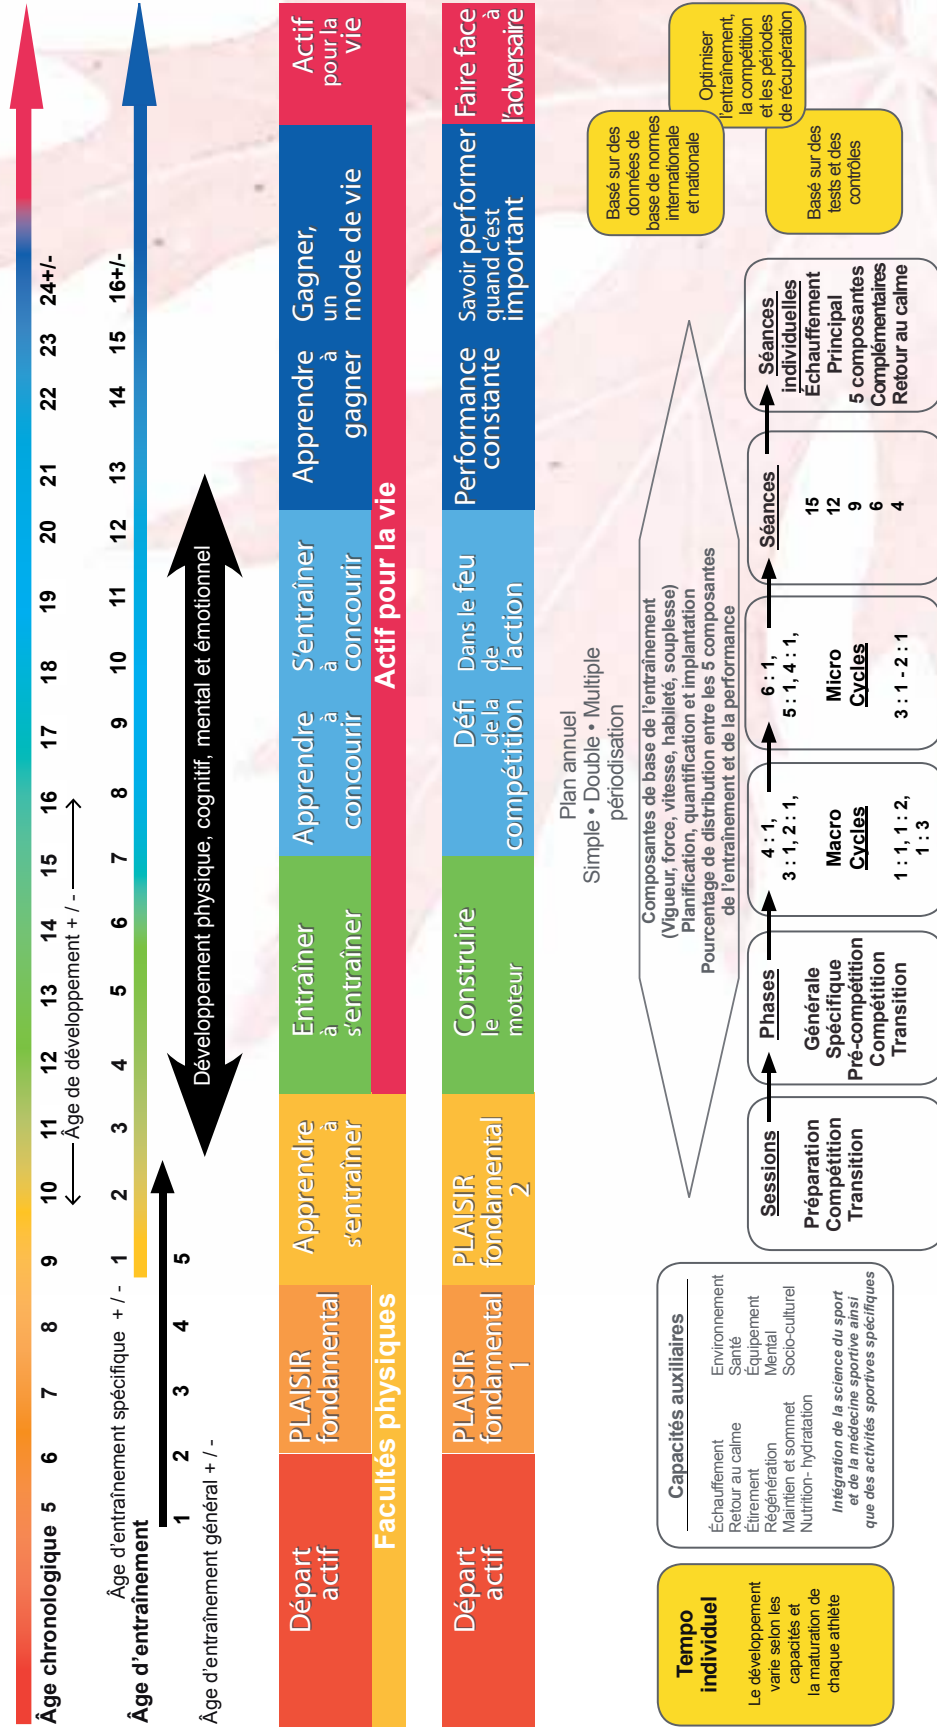 Âge chronologique 5 6 7 8 9 10 11 12 13 14 15 16 17 18 19 20 21 22 23 24+/-
Âge de développement + / -
Âge d'entraînement spécifique + / -
Âge d'entraînement
1 2 3 4 5 6 7 8 9 10 11 12 13 14 15 16+/-
1 2 3 4 5
Âge d'entraînement général + / -
Développement physique, cognitif, mental et émotionnel
Départ
actif
PLAISIR
fondamental
Apprendre
à
s'entraîner
Entraîner
à
s'entraîner
Apprendre
à
concourir
S'entraîner
à
concourir
Apprendre
à
gagner
Gagner,
un
mode de vie
Actif
pour la
vie
Facultés physiques
Actif pour la vie
Départ
actif
PLAISIR
fondamental
1
PLAISIR
fondamental
2
Construire
le
moteur
Défi
de la
compétition
Dans le feu
de
l'action
Performance
constante
Savoir performer
quand c'est
important
Faire face
à
l'adversaire
Plan annuel
Simple • Double • Multiple
périodisation
Composantes de base de l'entraînement
(Vigueur, force, vitesse, habileté, souplesse)
Planification, quantification et implantation
Pourcentage de distribution entre les 5 composantes
de l'entraînement et de la performance
Tempo
individuel
Le développement
varie selon les
capacités et
la maturation de
chaque athlète
Capacités auxiliaires
Échauffement
Retour au calme
Étirement
Régénération
Maintien et sommet
Nutrition- hydratation
Environnement
Santé
Équipement
Mental
Socio-culturel
Intégration de la science du sport
et de la médecine sportive ainsi
que des activités sportives spécifiques
Sessions
Préparation
Compétition
Transition
Phases
Générale
Spécifique
Pré-compétition
Compétition
Transition
4 : 1,
3 : 1, 2 : 1,
Macro
Cycles
1 : 1, 1 : 2,
1 : 3
6 : 1,
5 : 1, 4 : 1,
Micro
Cycles
3 : 1 - 2 : 1
Séances
15
12
9
6
4
Séances
individuelles
Échauffement
Principal
5 composantes
Complémentaires
Retour au calme
Basé sur des
données de
base de normes
internationale
et nationale
Optimiser
l'entraînement,
la compétition
et les périodes
de récupération
Basé sur des
tests et des
contrôles